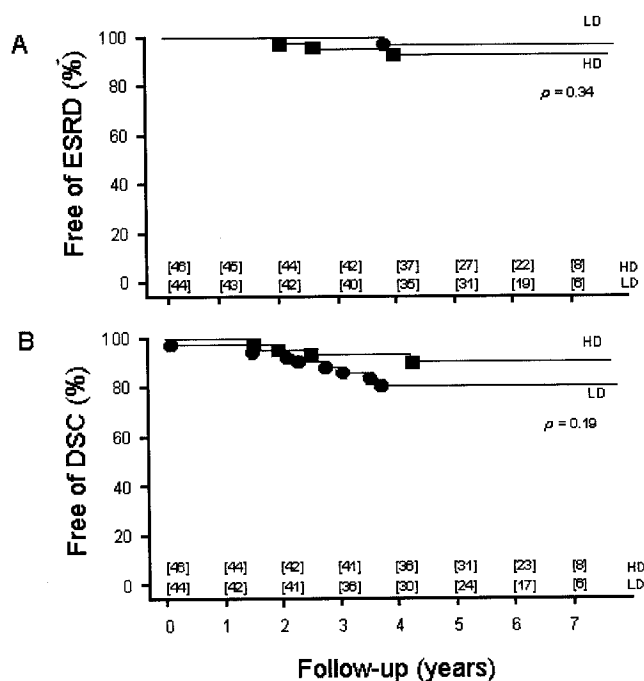 A
Free of ESRD (%)
100
80
60
40
20
0
LD
HD
p = 0.34
[46] [45] [44] [42] [37] [27] [22] [8] HD
[44] [43] [42] [40] [35] [31] [19] [6] LD
B
Free of DSC (%)
100
80
60
40
20
0
HD
LD
p = 0.19
[46] [44] [42] [41] [36] [31] [23] [8] HD
[44] [42] [41] [36] [30] [24] [17] [6] LD
0 1 2 3 4 5 6 7
Follow-up (years)